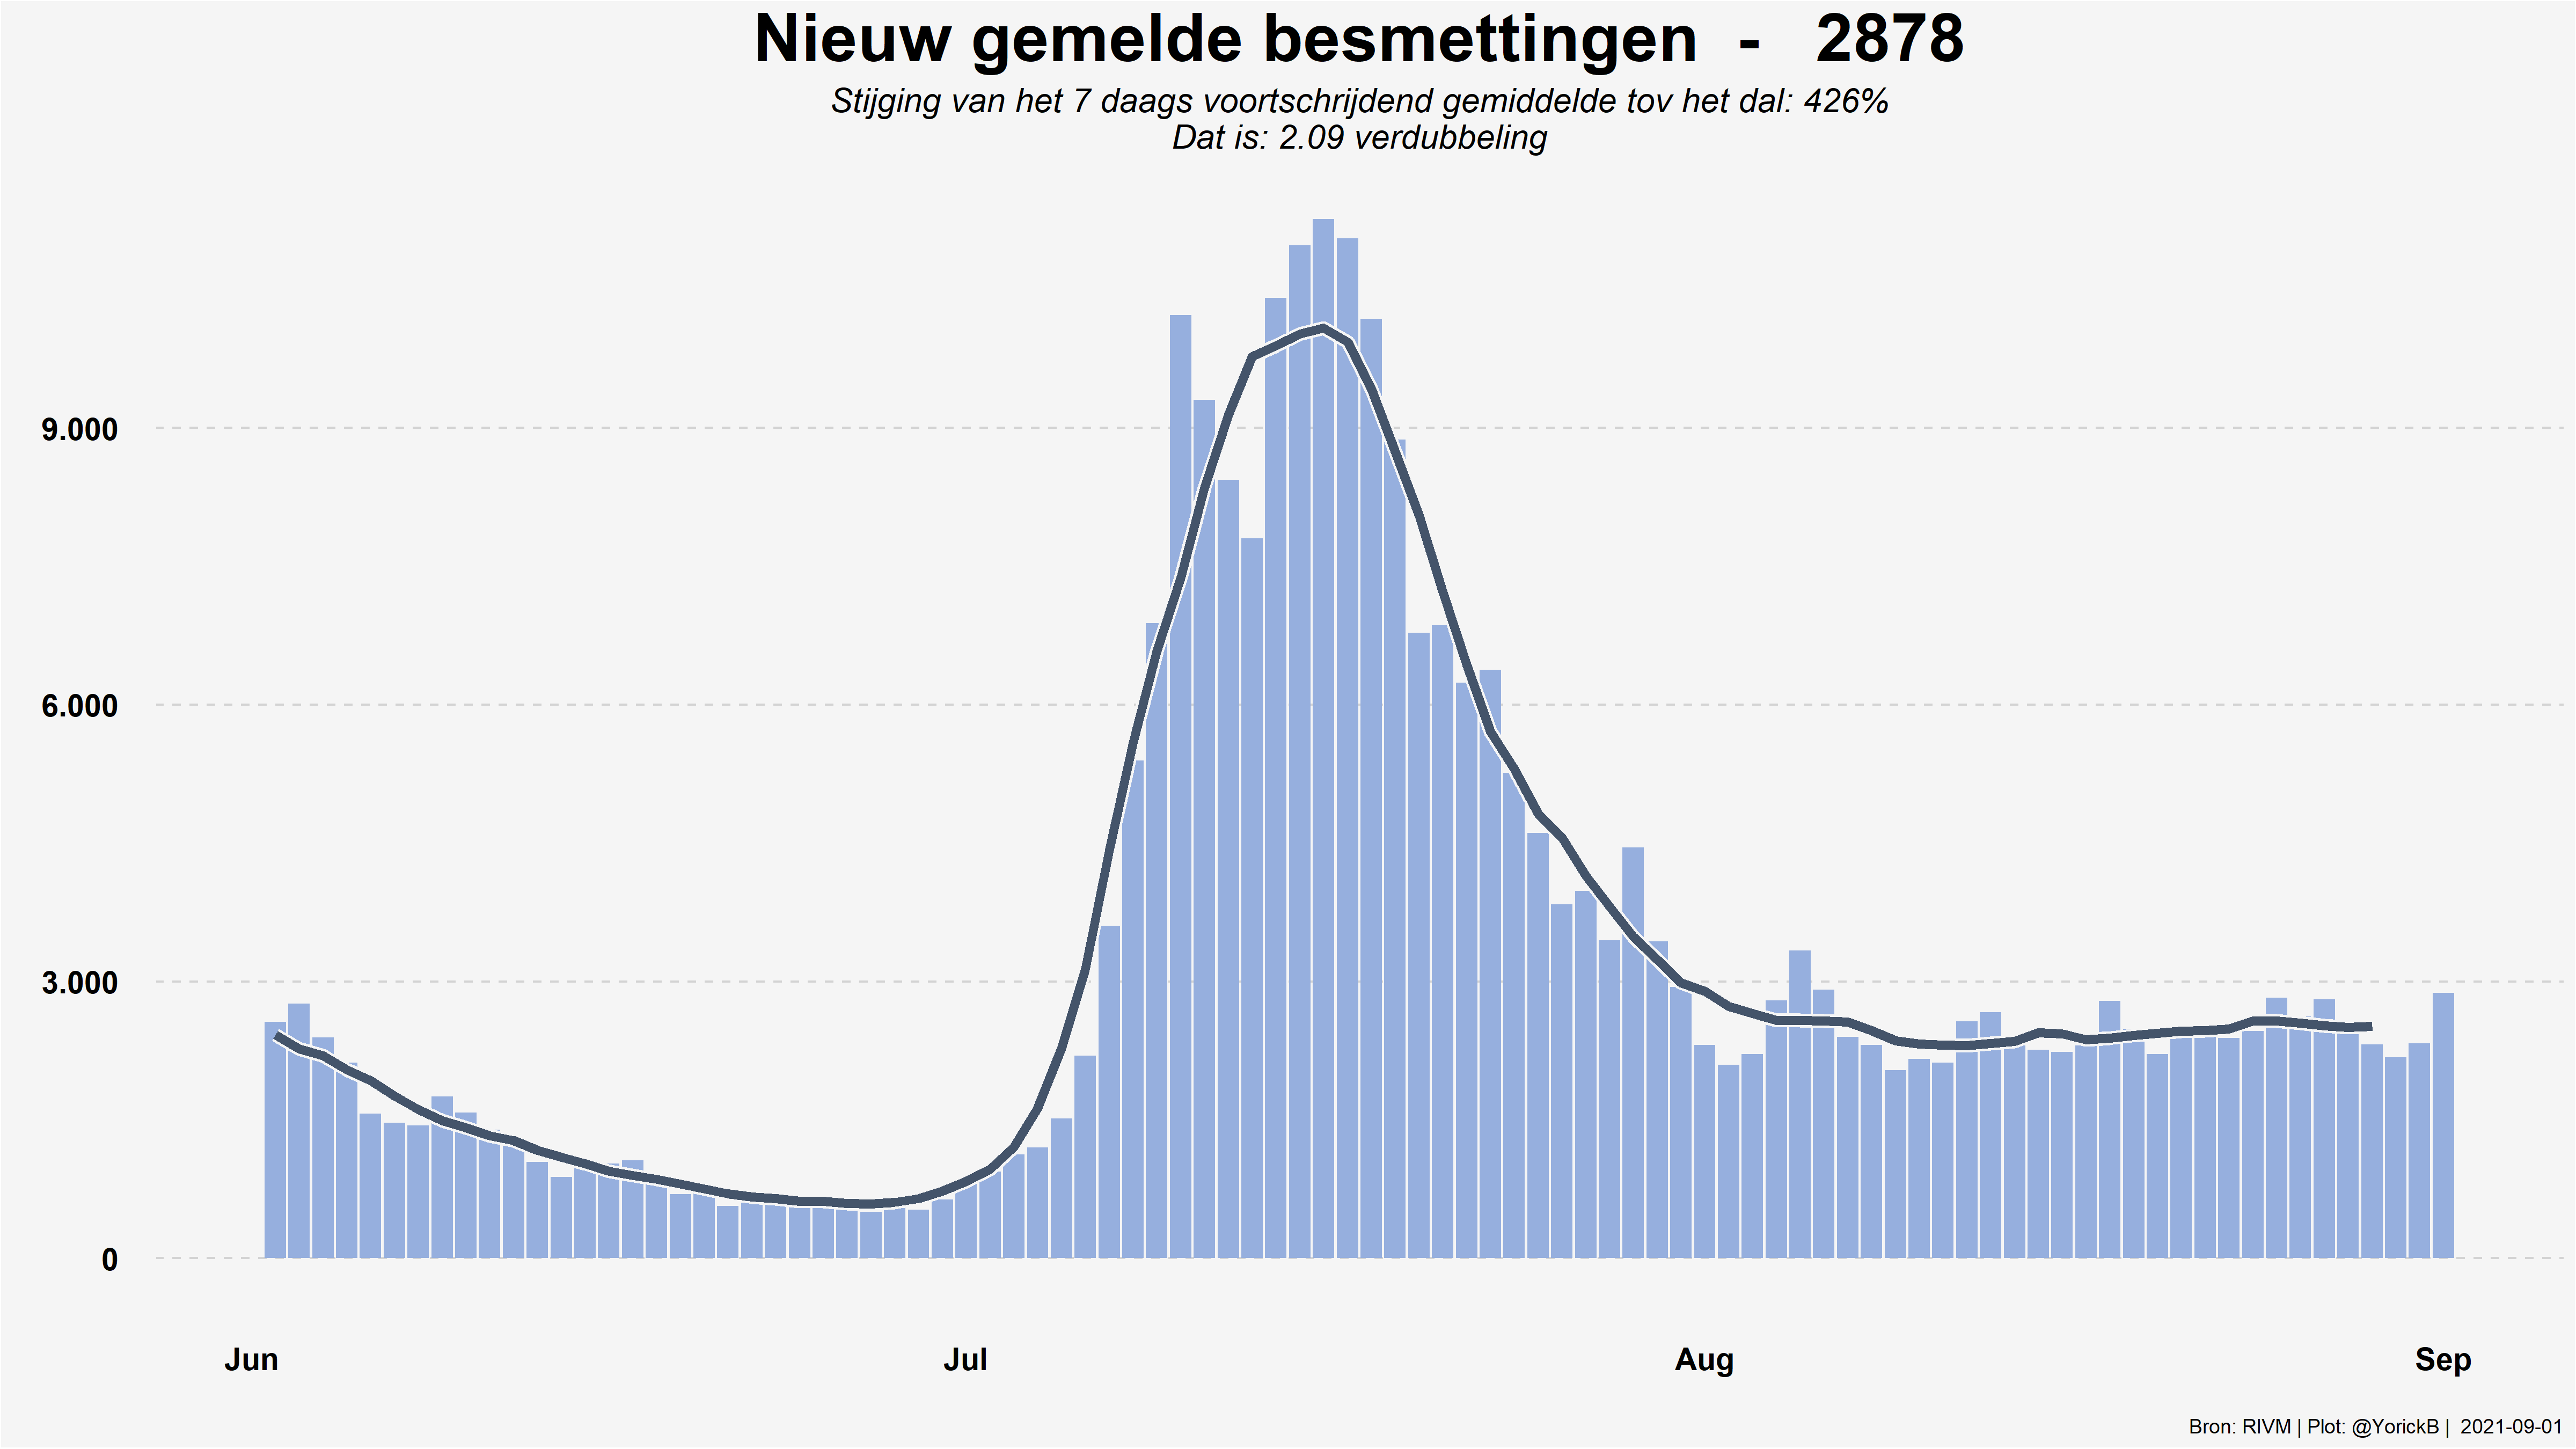 Nieuw gemelde besmettingen - 2878
Stijging van het 7 daags voortschrijdend gemiddelde tov het dal: 426%
Dat is: 2.09 verdubbeling
9.000
6.000
3.000
0
Jun Jul Aug Sep
Bron: RIVM | Plot: @YorickB | 2021-09-01